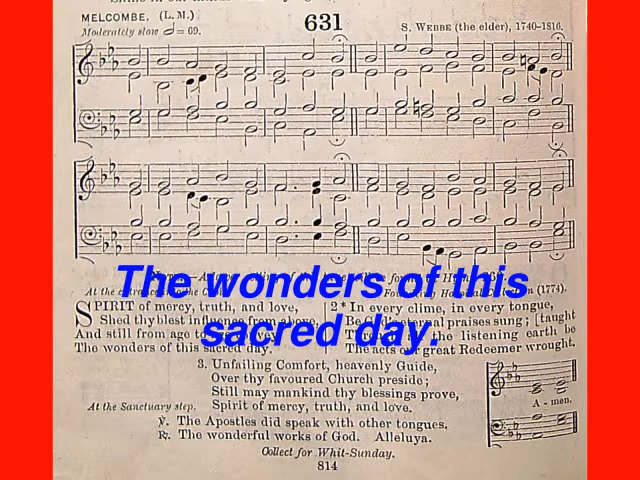 MELCOMBE. (L. M.)
631
Moderately slow = 60.
S. WEBBE (the elder), 1740–1816.
The wonders of this
sacred day.
At the
(1774).
SPIRIT of mercy, truth, and love,
Shed thy blest influence from above,
And still from age to
The wonders of this sacred day.
2 * In every clime, in every tongue,
Be God's eternal praises sung; [taught
the listening earth be
The acts our great Redeemer wrought.
3. Unfailing Comfort, heavenly Guide,
Over thy favoured Church preside;
Still may mankind thy blessings prove,
Spirit of mercy, truth, and love.
At the Sanctuary step.
A - men.
℣. The Apostles did speak with other tongues.
℟. The wonderful works of God. Alleluya.
Collect for Whit-Sunday.
814